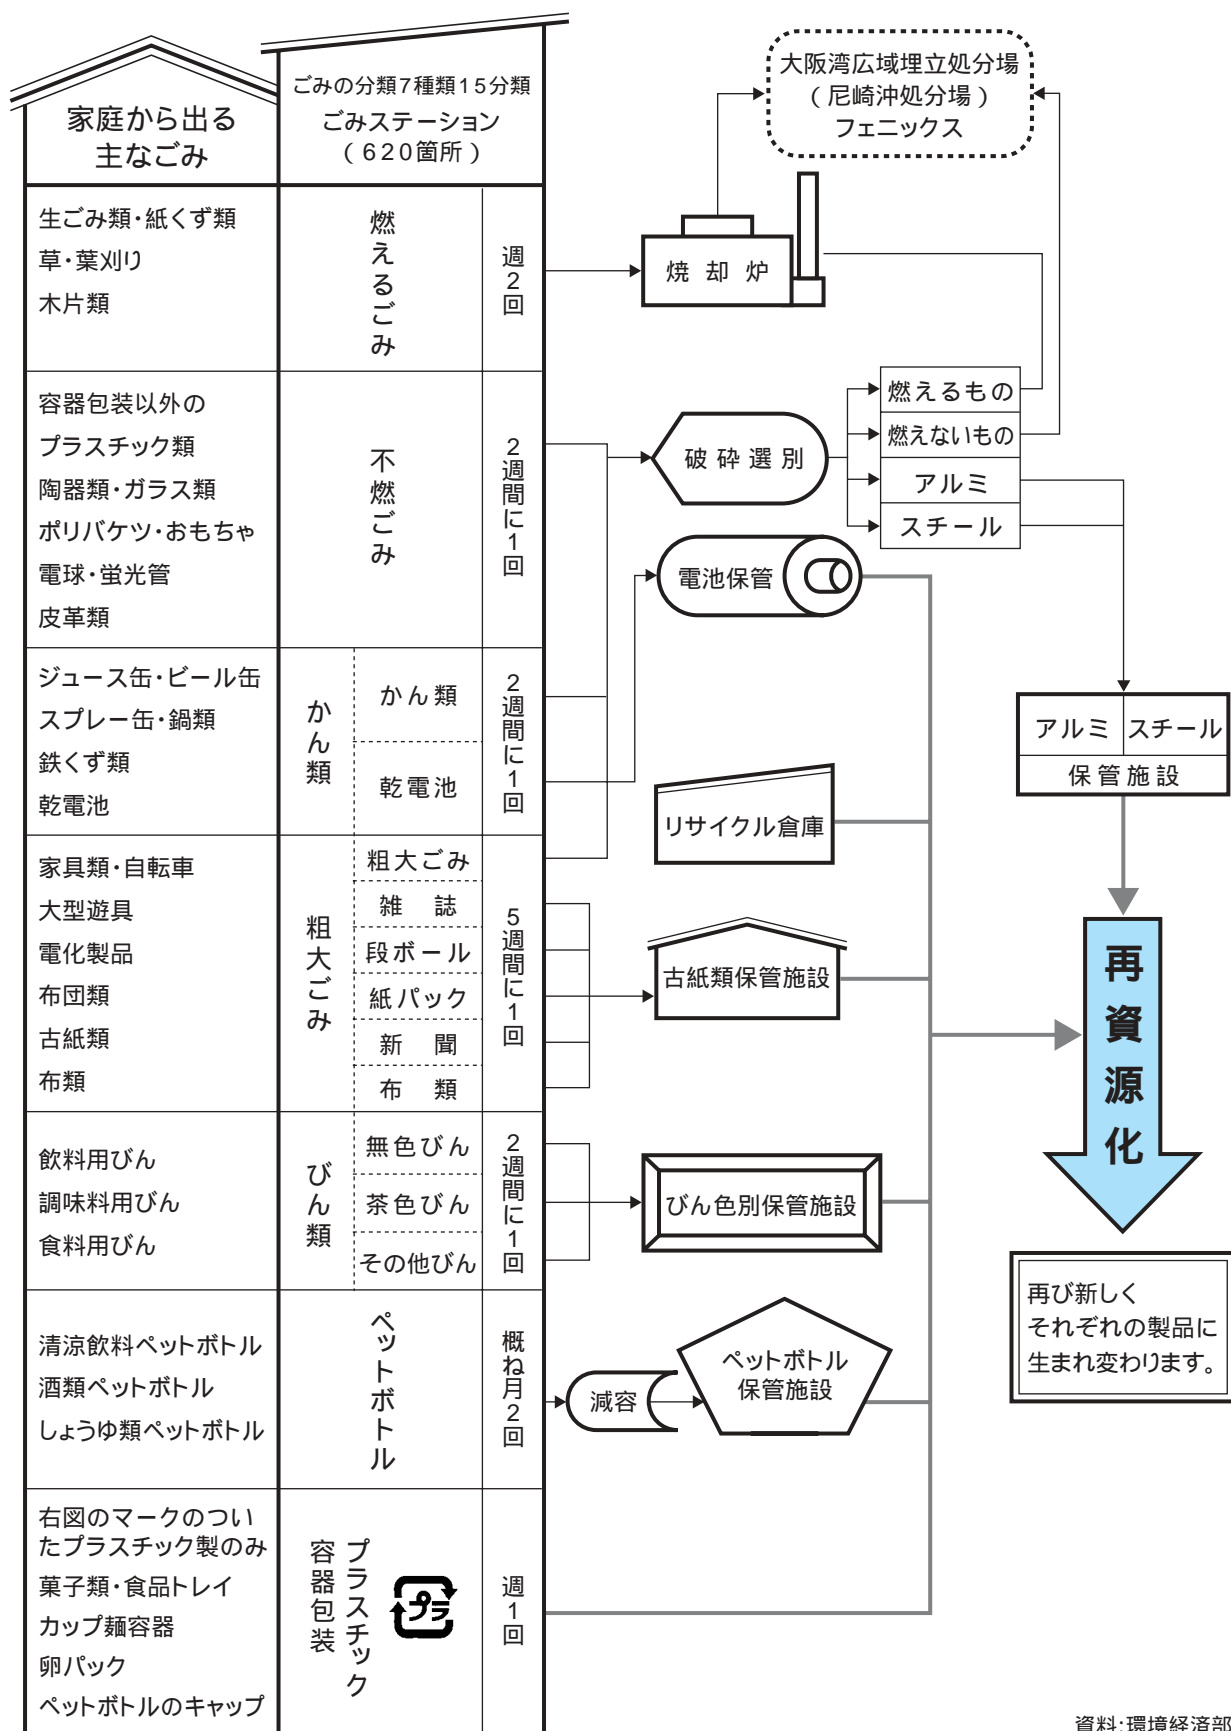 家庭から出る
主なごみ
ごみの分類7種類15分類
ごみステーション
(620箇所)
生ごみ類・紙くず類
草・葉刈り
木片類
燃えるごみ
週2回
容器包装以外の
プラスチック類
陶器類・ガラス類
ポリバケツ・おもちゃ
電球・蛍光管
皮革類
不燃ごみ
2週間に1回
ジュース缶・ビール缶
スプレー缶・鍋類
鉄くず類
乾電池
かん類
かん類
乾電池
2週間に1回
家具類・自転車
大型遊具
電化製品
布団類
古紙類
布類
粗大ごみ
粗大ごみ
雑 誌
段ボール
紙パック
新 聞
布 類
5週間に1回
飲料用びん
調味料用びん
食料用びん
びん類
無色びん
茶色びん
その他びん
2週間に1回
清涼飲料ペットボトル
酒類ペットボトル
しょうゆ類ペットボトル
ペットボトル
概ね月2回
右図のマークのつい
たプラスチック製のみ
菓子類・食品トレイ
カップ麺容器
卵パック
ペットボトルのキャップ
プラスチック
容器包装
プラ
週1回
大阪湾広域埋立処分場
(尼崎沖処分場)
フェニックス
焼却炉
破砕選別
燃えるもの
燃えないもの
アルミ
スチール
電池保管
リサイクル倉庫
古紙類保管施設
びん色別保管施設
減容
ペットボトル
保管施設
アルミ
スチール
保管施設
再資源化
再び新しく
それぞれの製品に
生まれ変わります。
資料:環境経済部